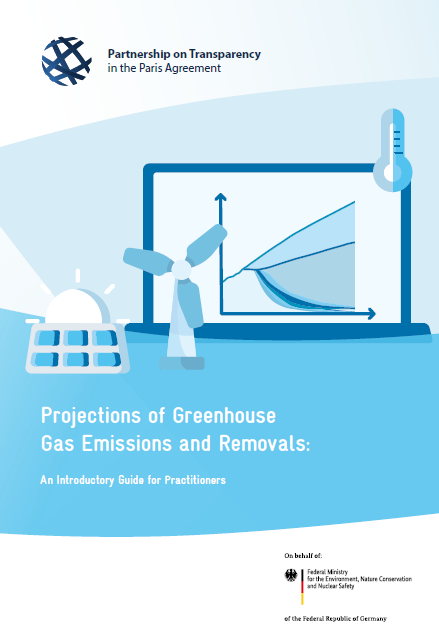 Partnership on Transparency
in the Paris Agreement
Projections of Greenhouse
Gas Emissions and Removals:
An Introductory Guide for Practitioners
On behalf of:
Federal Ministry
for the Environment, Nature Conservation
and Nuclear Safety
of the Federal Republic of Germany